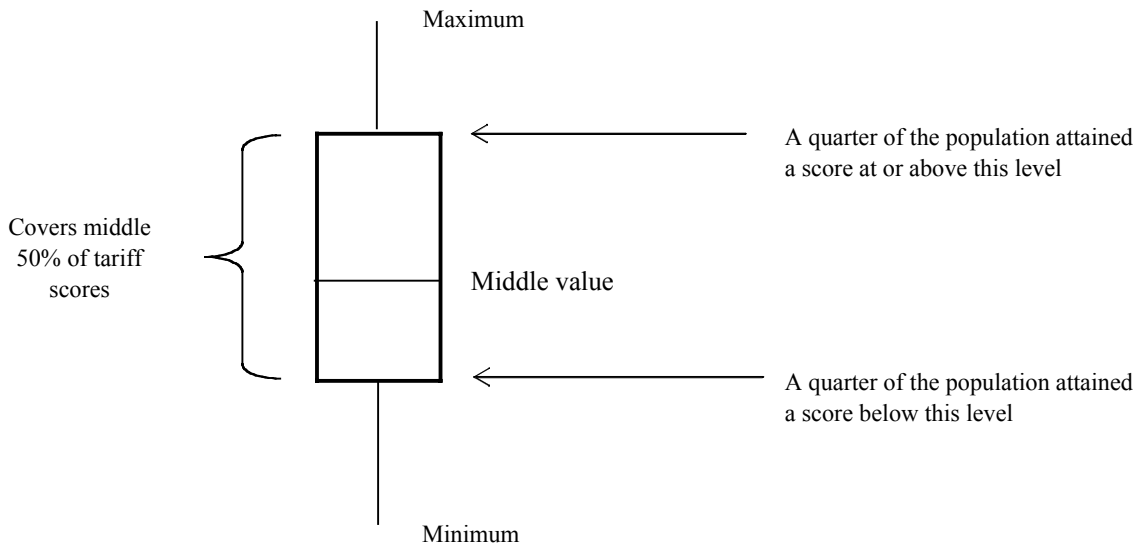 Maximum
A quarter of the population attained
a score at or above this level
Covers middle
50% of tariff
scores
Middle value
A quarter of the population attained
a score below this level
Minimum